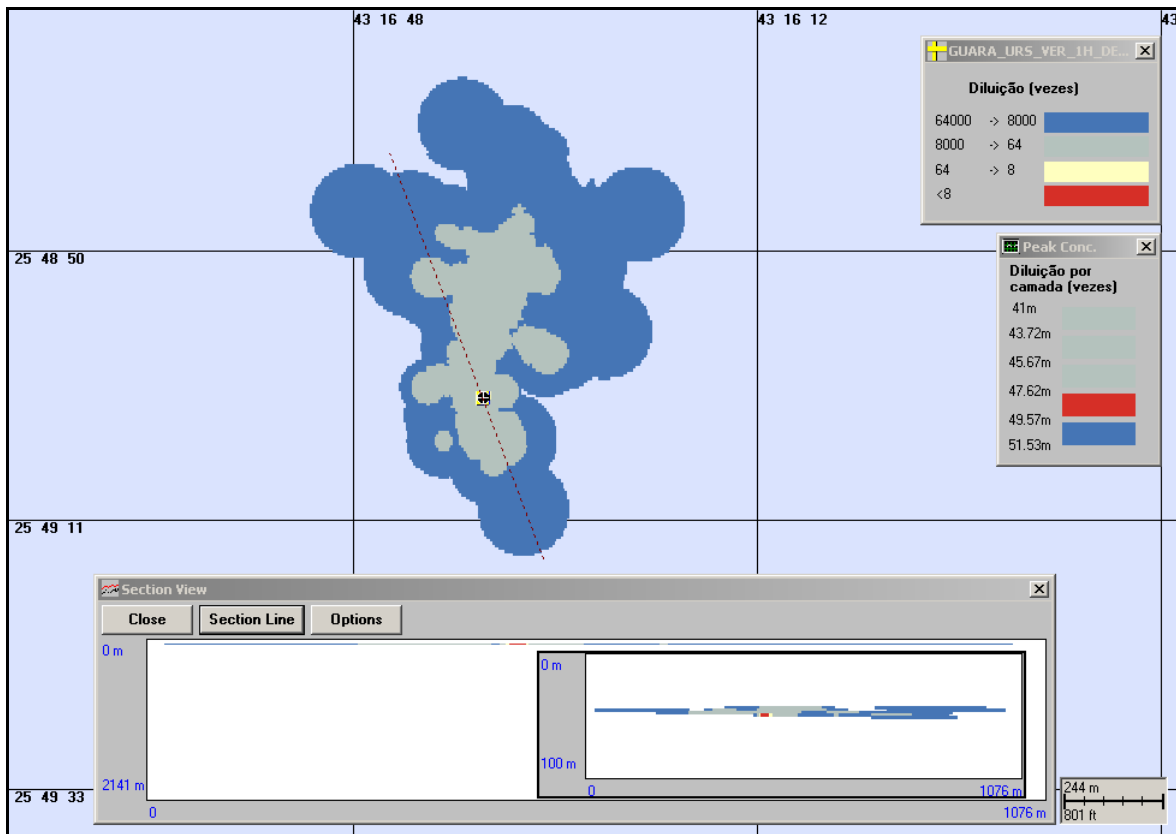 43 16 48
43 16 12
43
GUARA_URS_VER_1H_DE...
Diluição (vezes)
64000 -> 8000
8000 -> 64
64 -> 8
<8
25 48 50
Peak Conc.
Diluição por
camada (vezes)
41m
43.72m
45.67m
47.62m
49.57m
51.53m
25 49 11
Section View
Close
Section Line
Options
0 m
2141 m
0
1076 m
0 m
100 m
0
1076 m
25 49 33
244 m
801 ft